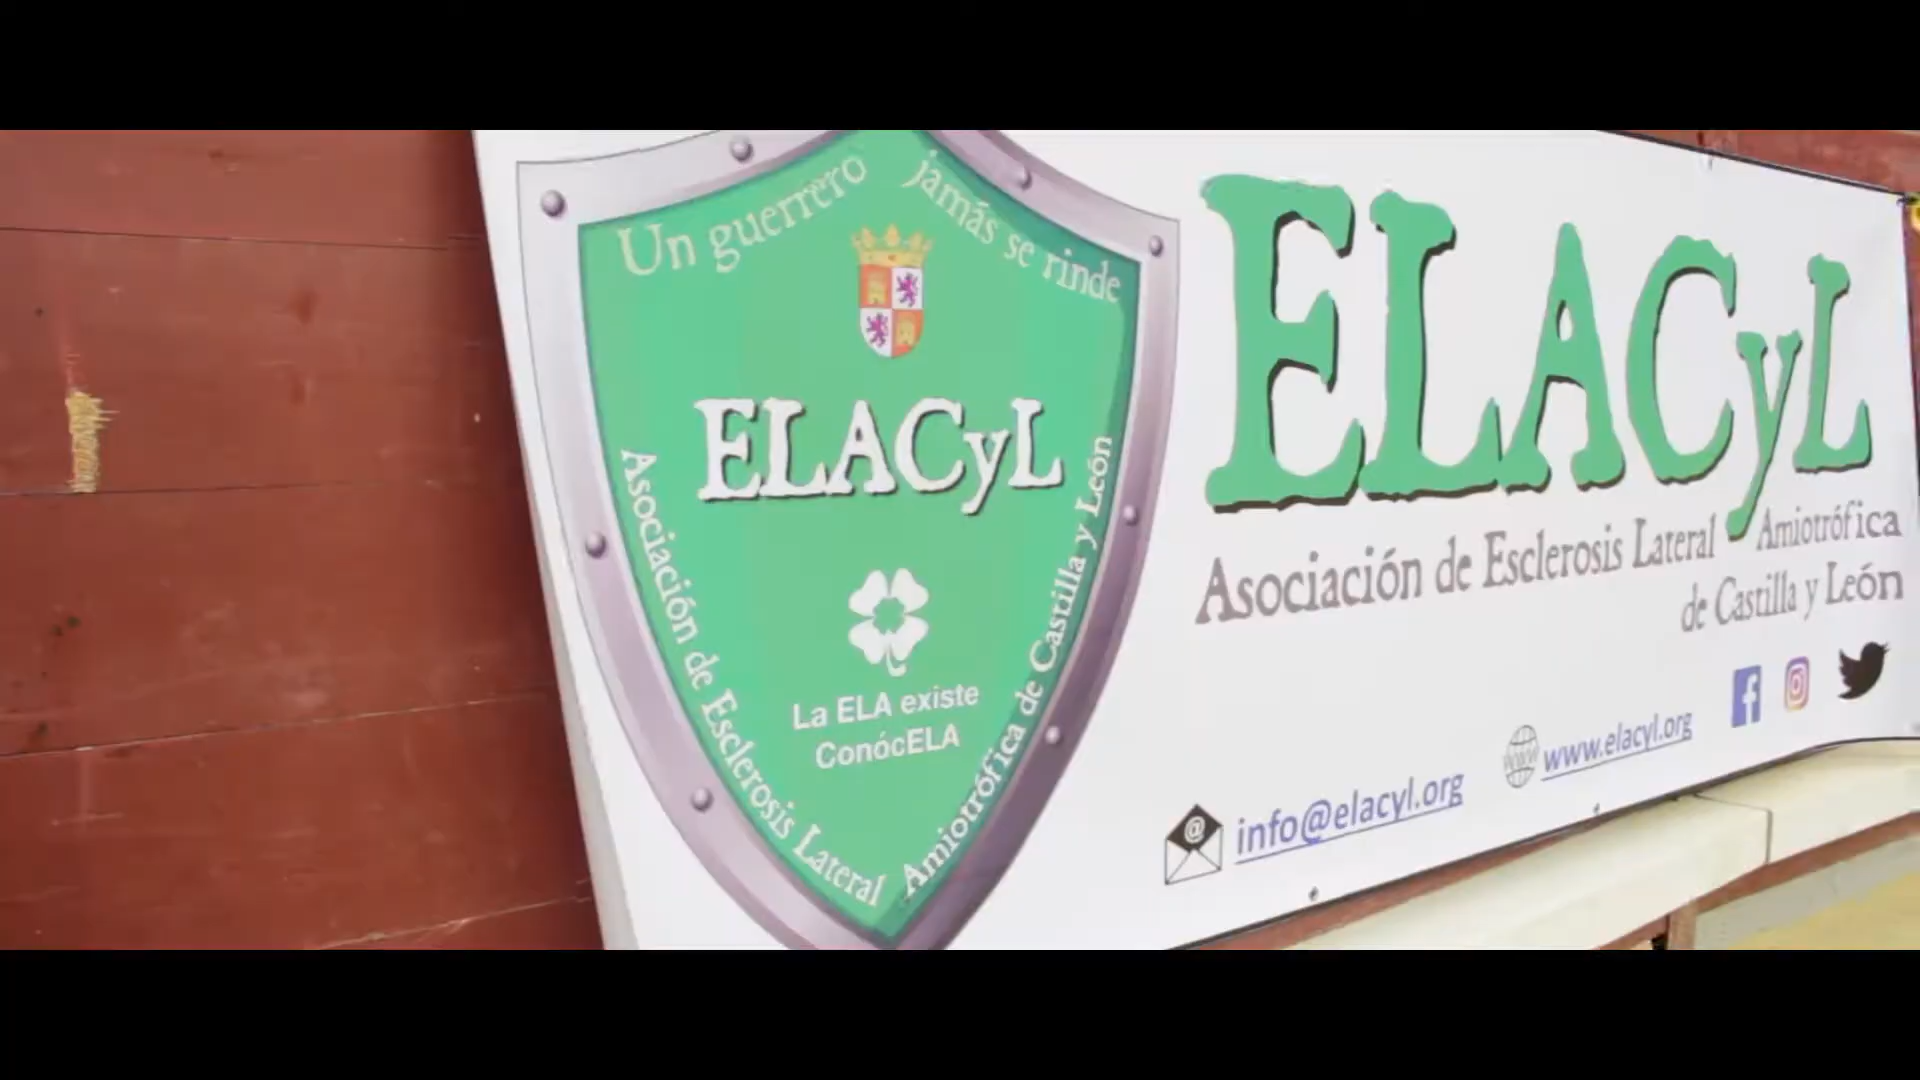 Un guerrero jamás se rinde
ELACyL
Asociación de Esclerosis Lateral Amiotrófica de Castilla y León
La ELA existe
ConócELA
ELACyL
Asociación de Esclerosis Lateral Amiotrófica
de Castilla y León
info@elacyl.org
www.elacyl.org